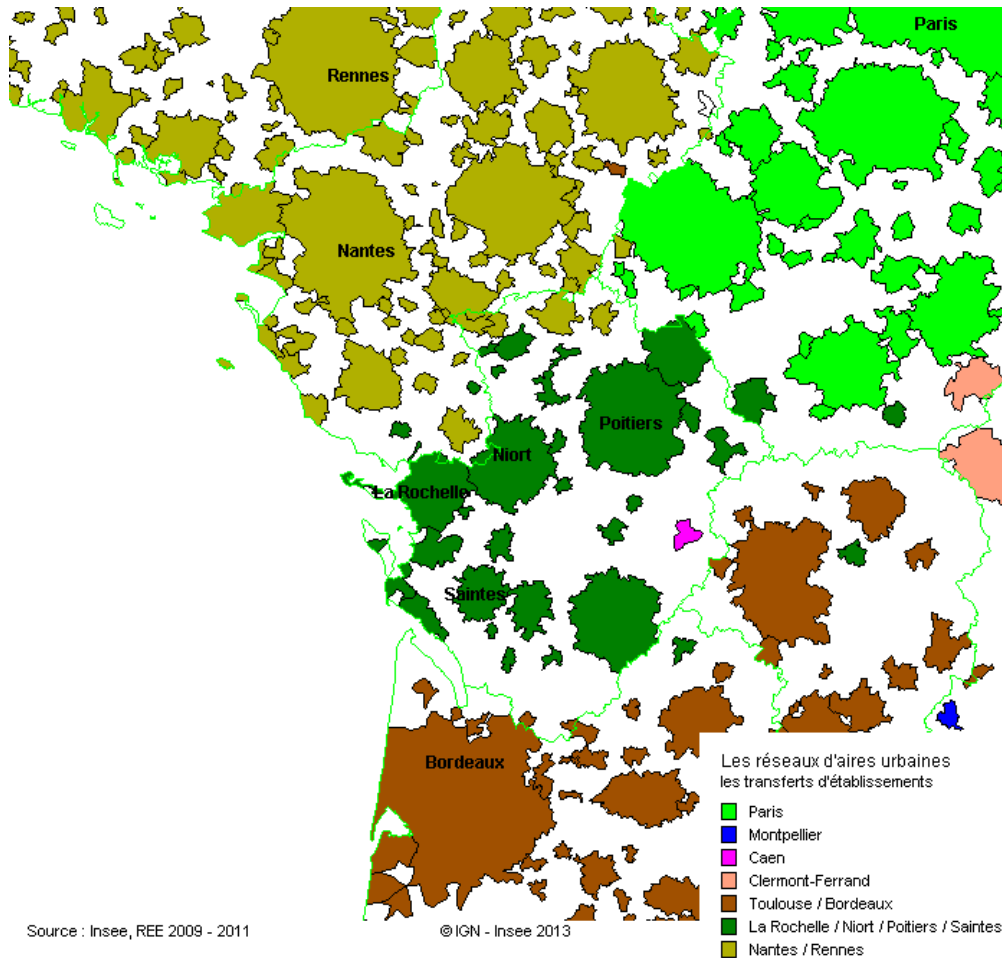 Paris
Rennes
Nantes
Poitiers
Niort
La Rochelle
Saintes
Bordeaux
Les réseaux d'aires urbaines
les transferts d'établissements
Paris
Montpellier
Caen
Clermont-Ferrand
Toulouse / Bordeaux
La Rochelle / Niort / Poitiers / Saintes
Nantes / Rennes
Source : Insee, REE 2009 - 2011
© IGN - Insee 2013